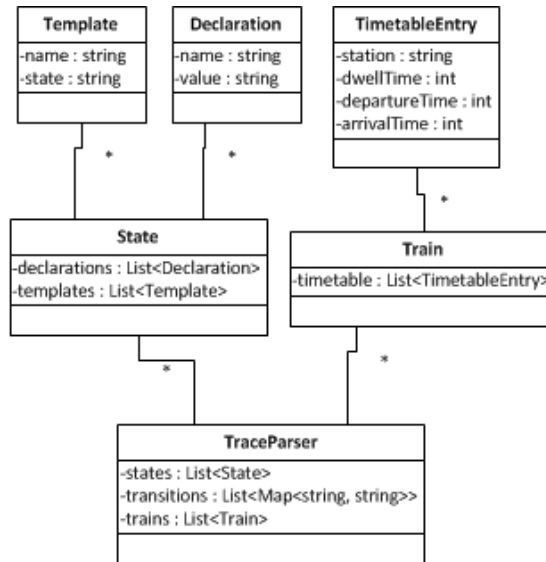 Template
-name : string
-state : string
Declaration
-name : string
-value : string
TimetableEntry
-station : string
-dwellTime : int
-departureTime : int
-arrivalTime : int
*
*
*
State
-declarations : List<Declaration>
-templates : List<Template>
Train
-timetable : List<TimetableEntry>
*
*
TraceParser
-states : List<State>
-transitions : List<Map<string, string>>
-trains : List<Train>